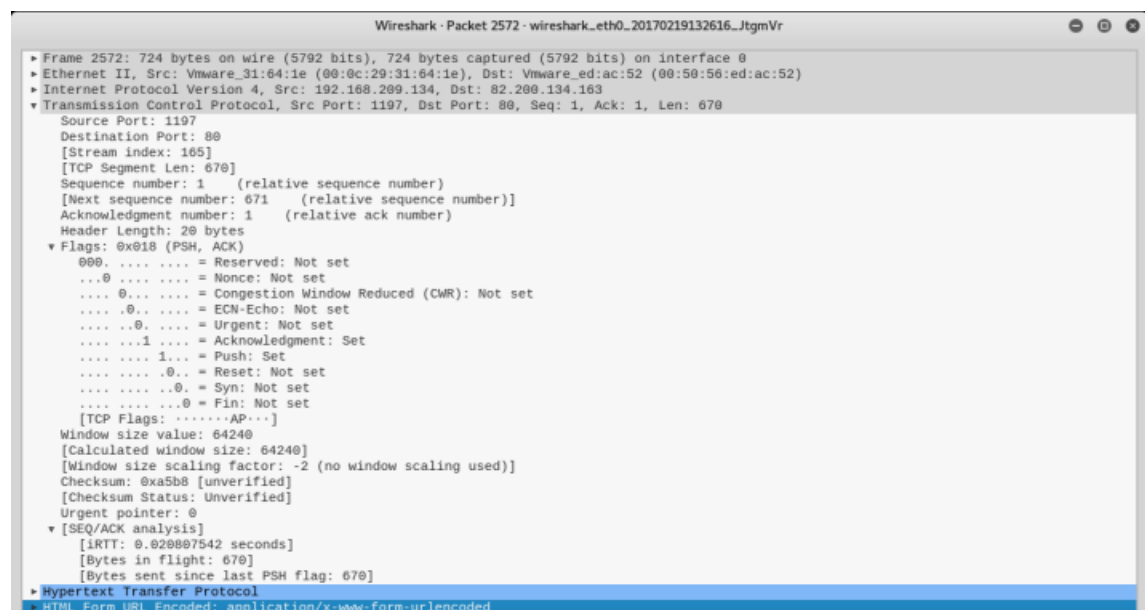 Wireshark · Packet 2572 · wireshark_eth0_20170219132616_JtgmVr
Frame 2572: 724 bytes on wire (5792 bits), 724 bytes captured (5792 bits) on interface 0
Ethernet II, Src: Vmware_31:64:1e (00:0c:29:31:64:1e), Dst: Vmware_ed:ac:52 (00:50:56:ed:ac:52)
Internet Protocol Version 4, Src: 192.168.209.134, Dst: 82.200.134.163
Transmission Control Protocol, Src Port: 1197, Dst Port: 80, Seq: 1, Ack: 1, Len: 670
Source Port: 1197
Destination Port: 80
[Stream index: 165]
[TCP Segment Len: 670]
Sequence number: 1    (relative sequence number)
[Next sequence number: 671    (relative sequence number)]
Acknowledgment number: 1    (relative ack number)
Header Length: 20 bytes
Flags: 0x018 (PSH, ACK)
000. .... .... = Reserved: Not set
...0 .... .... = Nonce: Not set
.... 0... .... = Congestion Window Reduced (CWR): Not set
.... .0.. .... = ECN-Echo: Not set
.... ..0. .... = Urgent: Not set
.... ...1 .... = Acknowledgment: Set
.... .... 1... = Push: Set
.... .... .0.. = Reset: Not set
.... .... ..0. = Syn: Not set
.... .... ...0 = Fin: Not set
[TCP Flags: ·······AP···]
Window size value: 64240
[Calculated window size: 64240]
[Window size scaling factor: -2 (no window scaling used)]
Checksum: 0xa5b8 [unverified]
[Checksum Status: Unverified]
Urgent pointer: 0
[SEQ/ACK analysis]
[iRTT: 0.020807542 seconds]
[Bytes in flight: 670]
[Bytes sent since last PSH flag: 670]
Hypertext Transfer Protocol
HTML Form URL Encoded: application/x-www-form-urlencoded